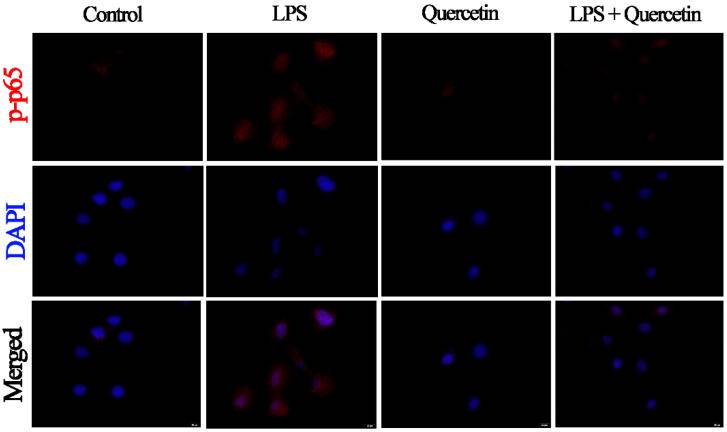 Control LPS Quercetin LPS + Quercetin
p-p65
DAPI
Merged